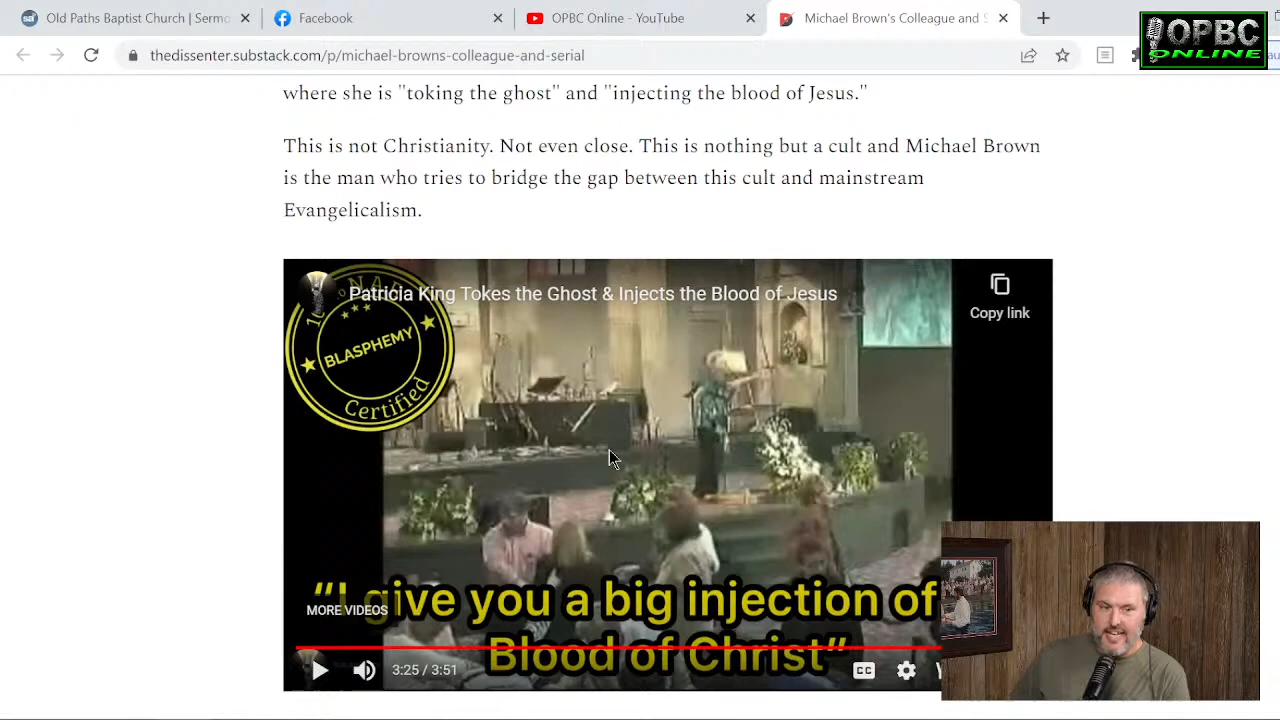 Old Paths Baptist Church | Sermo
Facebook
OPBC Online - YouTube
Michael Brown's Colleague and S
OPBC
ONLINE
thedissenter.substack.com/p/michael-browns-colleague-and-serial
where she is "toking the ghost" and "injecting the blood of Jesus."
This is not Christianity. Not even close. This is nothing but a cult and Michael Brown
is the man who tries to bridge the gap between this cult and mainstream
Evangelicalism.
Patricia King Tokes the Ghost & Injects the Blood of Jesus
Copy link
BLASPHEMY
Certified
“I give you a big injection of
Blood of Christ”
MORE VIDEOS
3:25 / 3:51
CC